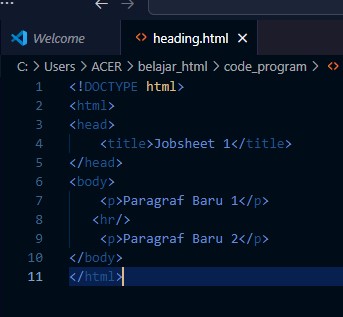 Welcome
heading.html
C: > Users > ACER > belajar_html > code_program >
1 <!DOCTYPE html>
2 <html>
3 <head>
4 <title>Jobsheet 1</title>
5 </head>
6 <body>
7 <p>Paragraf Baru 1</p>
8 <hr/>
9 <p>Paragraf Baru 2</p>
10 </body>
11 </html>